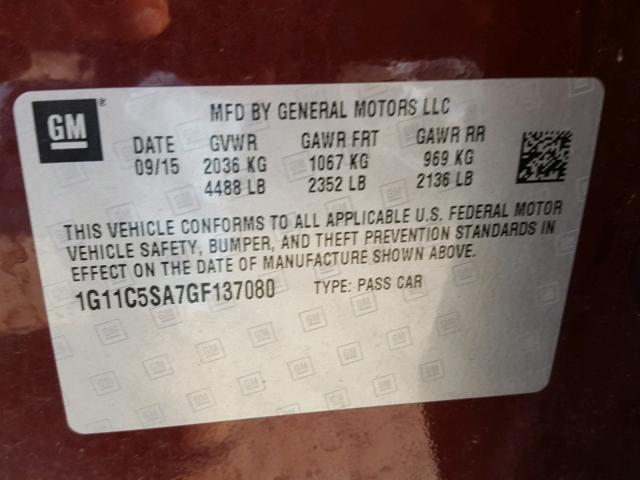 GM ®
MFD BY GENERAL MOTORS LLC
DATE GVWR GAWR FRT GAWR RR
09/15 2036 KG 1067 KG 969 KG
4488 LB 2352 LB 2136 LB
THIS VEHICLE CONFORMS TO ALL APPLICABLE U.S. FEDERAL MOTOR
VEHICLE SAFETY, BUMPER, AND THEFT PREVENTION STANDARDS IN
EFFECT ON THE DATE OF MANUFACTURE SHOWN ABOVE.
1G11C5SA7GF137080 TYPE: PASS CAR